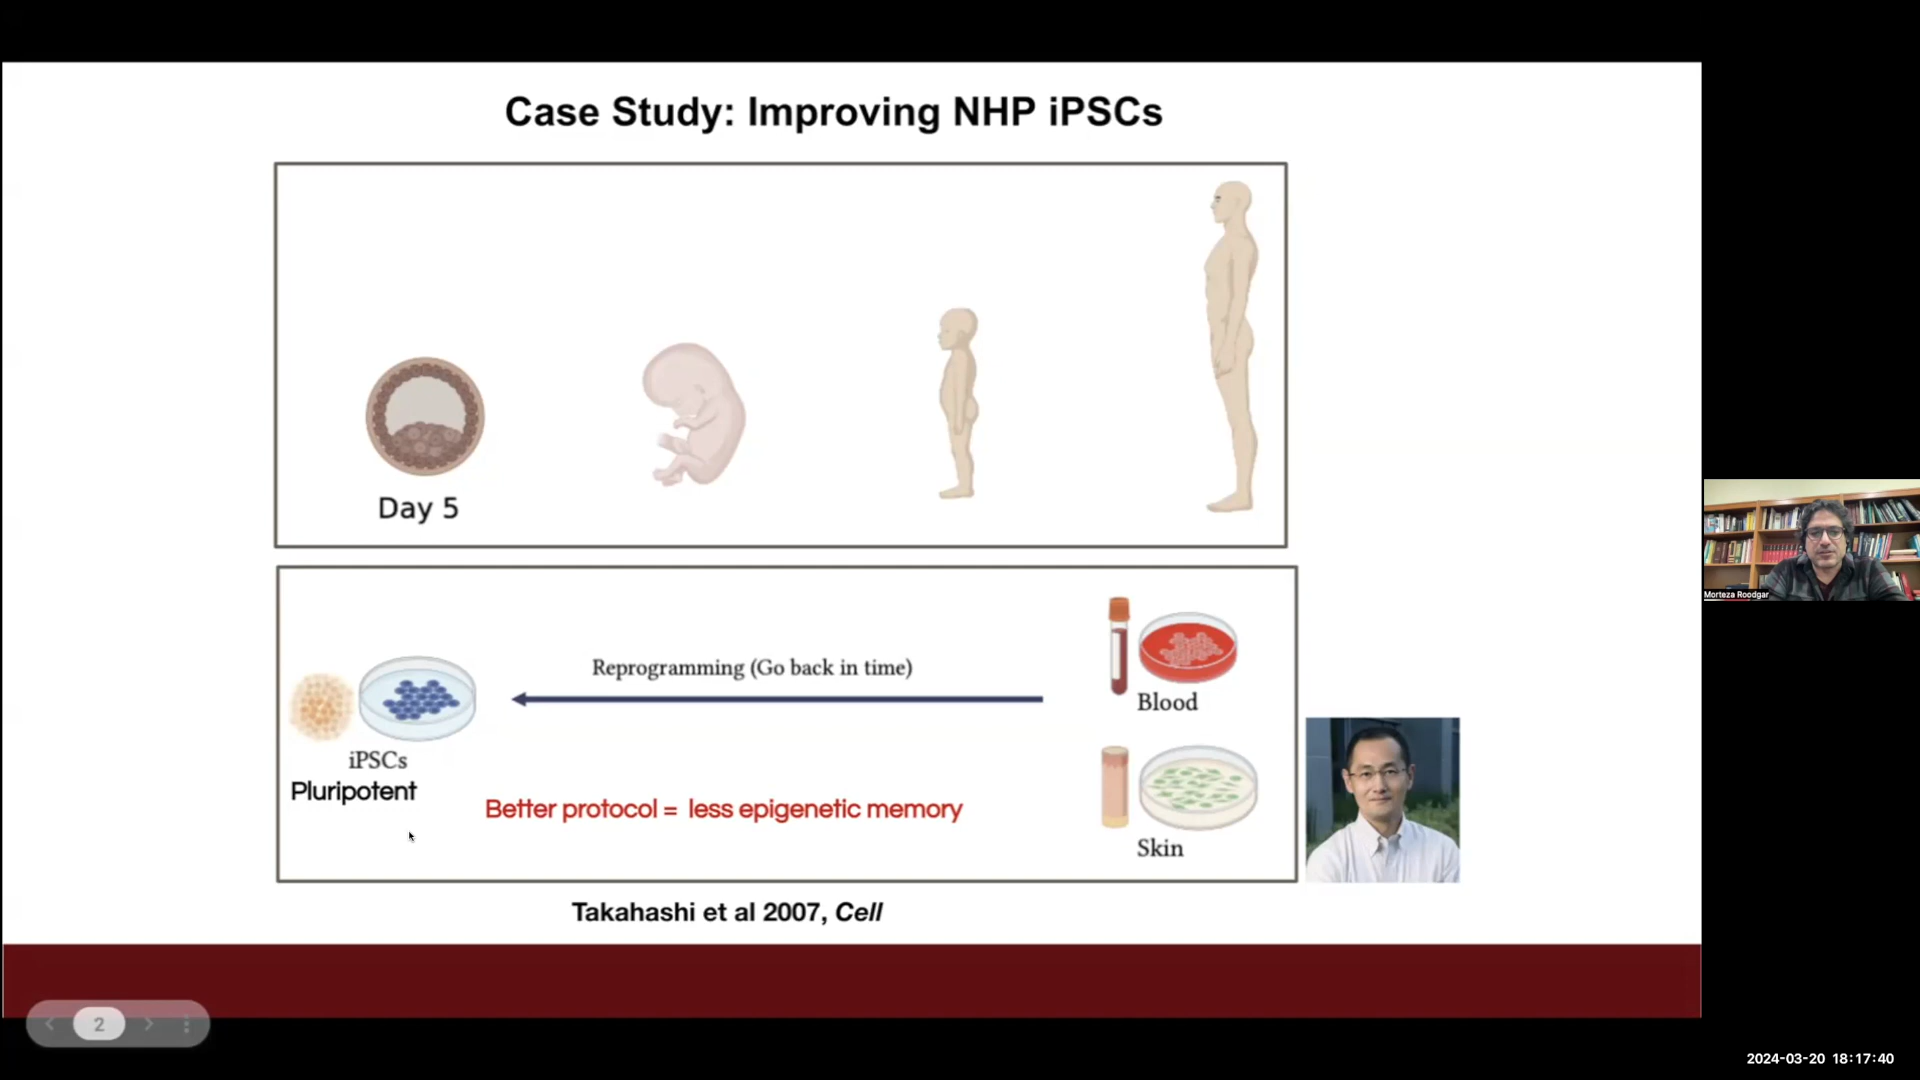 Case Study: Improving NHP iPSCs
Day 5
Reprogramming (Go back in time)
Blood
iPSCs
Pluripotent
Better protocol = less epigenetic memory
Skin
Takahashi et al 2007, Cell
Morteza Roodgar
2
2024-03-20 18:17:40